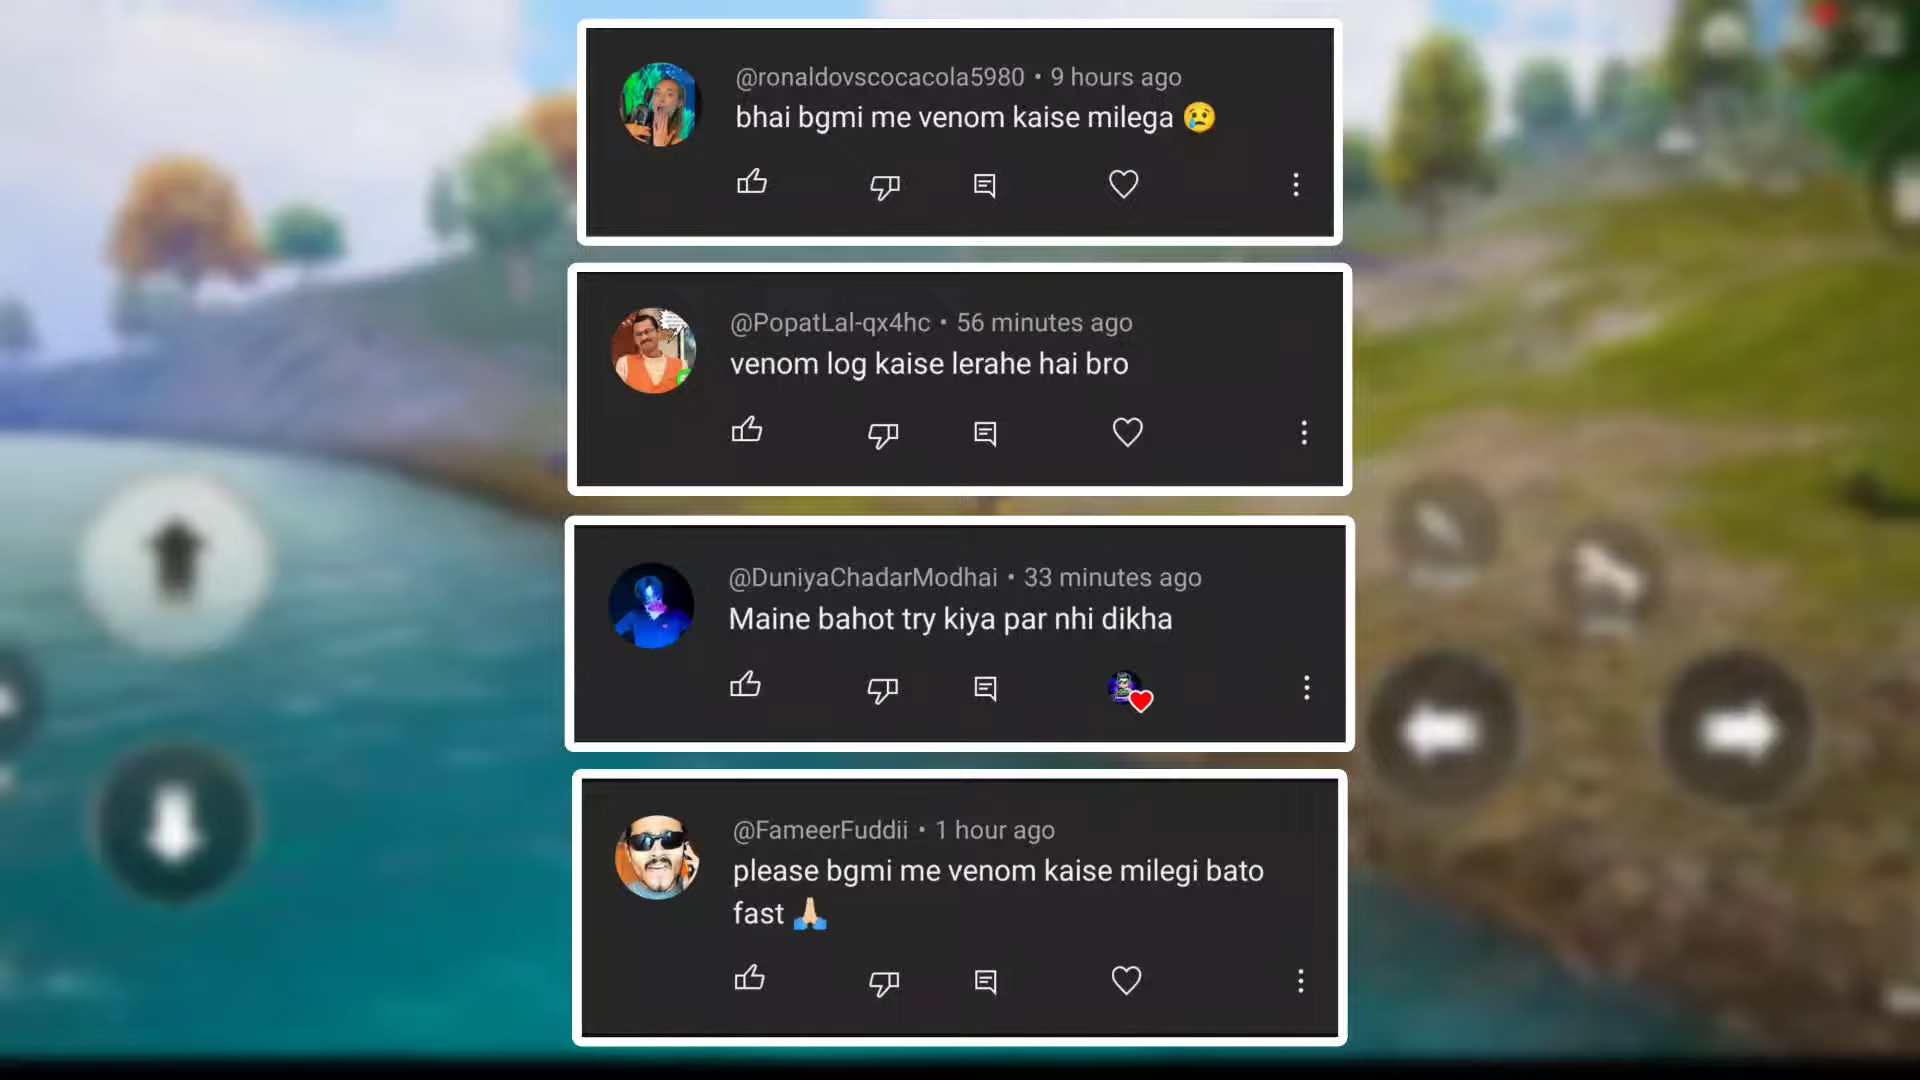 @ronaldovscocacola5980 • 9 hours ago
bhai bgmi me venom kaise milega 😢
@PopatLal-qx4hc • 56 minutes ago
venom log kaise lerahe hai bro
@DuniyaChadarModhai • 33 minutes ago
Maine bahot try kiya par nhi dikha
@FameerFuddii • 1 hour ago
please bgmi me venom kaise milegi bato
fast 🙏🏻